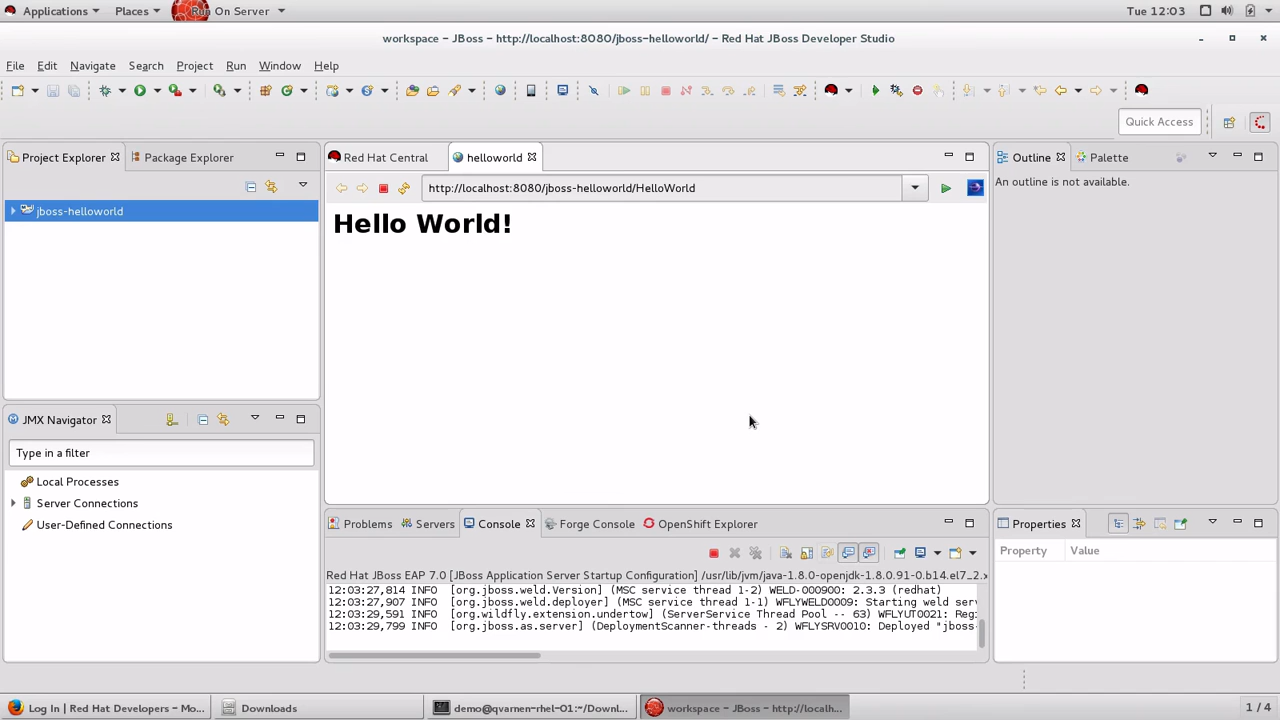 Applications Places Run On Server Tue 12:03
workspace – JBoss – http://localhost:8080/jboss-helloworld/ – Red Hat JBoss Developer Studio
File Edit Navigate Search Project Run Window Help
Quick Access
Project Explorer Package Explorer
jboss-helloworld
Red Hat Central helloworld
http://localhost:8080/jboss-helloworld/HelloWorld
Hello World!
Outline Palette
An outline is not available.
JMX Navigator
Type in a filter
Local Processes
Server Connections
User-Defined Connections
Problems Servers Console Forge Console OpenShift Explorer
Red Hat JBoss EAP 7.0 [JBoss Application Server Startup Configuration] /usr/lib/jvm/java-1.8.0-openjdk-1.8.0.91-0.b14.el7_2.x
12:03:27,814 INFO [org.jboss.weld.Version] (MSC service thread 1-2) WELD-000900: 2.3.3 (redhat)
12:03:27,907 INFO [org.jboss.weld.deployer] (MSC service thread 1-1) WFLYWELD0009: Starting weld serv
12:03:29,591 INFO [org.wildfly.extension.undertow] (ServerService Thread Pool -- 63) WFLYUT0021: Regi
12:03:29,799 INFO [org.jboss.as.server] (DeploymentScanner-threads - 2) WFLYSRV0010: Deployed "jboss-
Properties
Property Value
Log In | Red Hat Developers – Mo... Downloads demo@qvarnen-rhel-01:~/Downl... workspace – JBoss – http://localh... 1 / 4